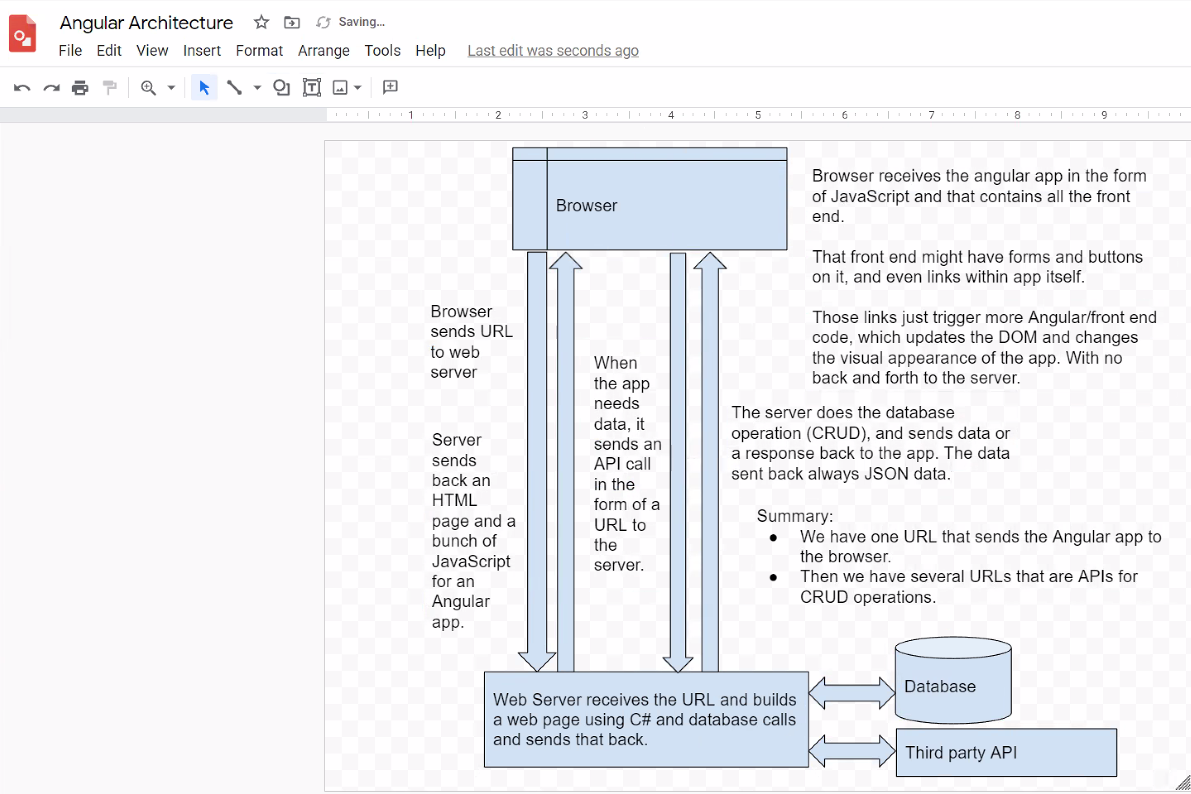 Angular Architecture
Saving...
File Edit View Insert Format Arrange Tools Help Last edit was seconds ago
1 2 3 4 5 6 7 8 9
Browser
Browser receives the angular app in the form
of JavaScript and that contains all the front
end.
That front end might have forms and buttons
on it, and even links within app itself.
Those links just trigger more Angular/front end
code, which updates the DOM and changes
the visual appearance of the app. With no
back and forth to the server.
Browser
sends URL
to web
server
Server
sends
back an
HTML
page and a
bunch of
JavaScript
for an
Angular
app.
When
the app
needs
data, it
sends an
API call
in the
form of a
URL to
the
server.
The server does the database
operation (CRUD), and sends data or
a response back to the app. The data
sent back always JSON data.
Summary:
● We have one URL that sends the Angular app to
the browser.
● Then we have several URLs that are APIs for
CRUD operations.
Web Server receives the URL and builds
a web page using C# and database calls
and sends that back.
Database
Third party API